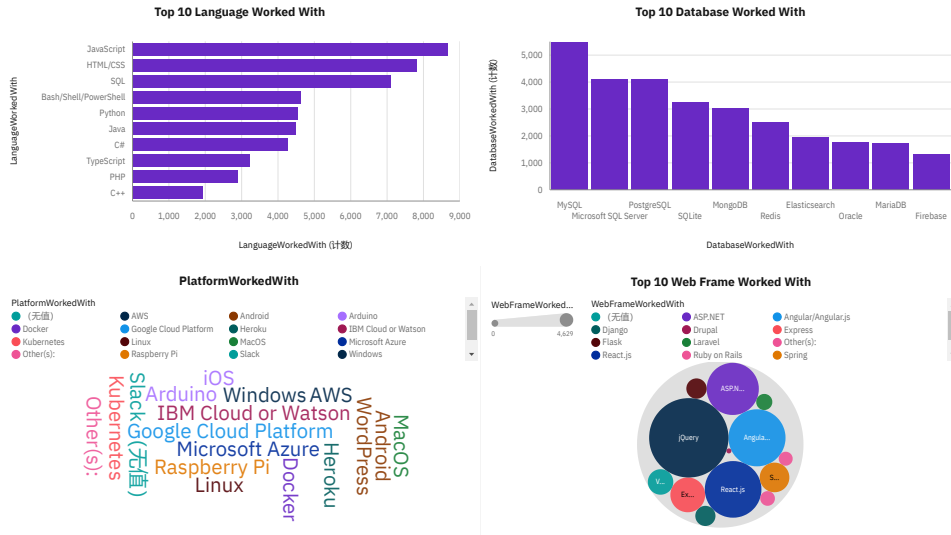 Top 10 Language Worked With
LanguageWorkedWith
JavaScript
HTML/CSS
SQL
Bash/Shell/PowerShell
Python
Java
C#
TypeScript
PHP
C++
0 1,000 2,000 3,000 4,000 5,000 6,000 7,000 8,000 9,000
LanguageWorkedWith (计数)
Top 10 Database Worked With
DatabaseWorkedWith (计数)
5,000
4,000
3,000
2,000
1,000
0
MySQL PostgreSQL MongoDB Elasticsearch MariaDB
Microsoft SQL Server SQLite Redis Oracle Firebase
DatabaseWorkedWith
PlatformWorkedWith
PlatformWorkedWith
(无值) AWS Android Arduino
Docker Google Cloud Platform Heroku IBM Cloud or Watson
Kubernetes Linux MacOS Microsoft Azure
Other(s): Raspberry Pi Slack Windows
iOS
Arduino
Windows
AWS
IBM Cloud or Watson
Google Cloud Platform
Microsoft Azure
Raspberry Pi
Linux
Other(s):
Kubernetes
Slack
(无值)
Docker
Heroku
WordPress
Android
MacOS
Top 10 Web Frame Worked With
WebFrameWorked...
0 4,629
WebFrameWorkedWith
(无值) ASP.NET Angular/Angular.js
Django Drupal Express
Flask Laravel Other(s):
React.js Ruby on Rails Spring
ASP.N...
jQuery
Angula...
React.js
Ex...
V...
S...